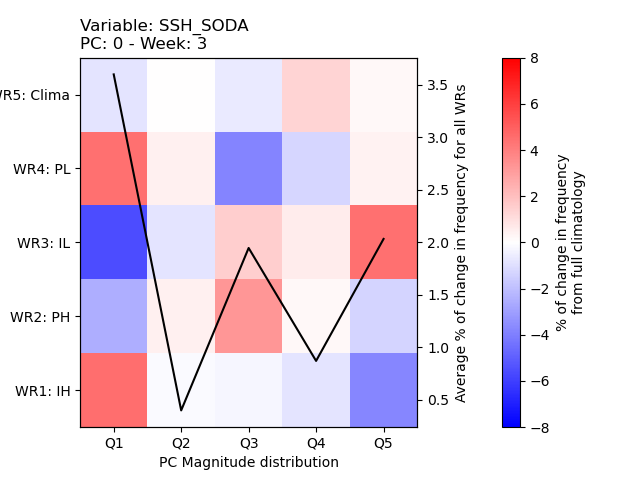 Variable: SSH_SODA
PC: 0 - Week: 3
WR5: Clima
WR4: PL
WR3: IL
WR2: PH
WR1: IH
Q1 Q2 Q3 Q4 Q5
PC Magnitude distribution
3.5
3.0
2.5
2.0
1.5
1.0
0.5
Average % of change in frequency for all WRs
8
6
4
2
0
−2
−4
−6
−8
% of change in frequency
from full climatology